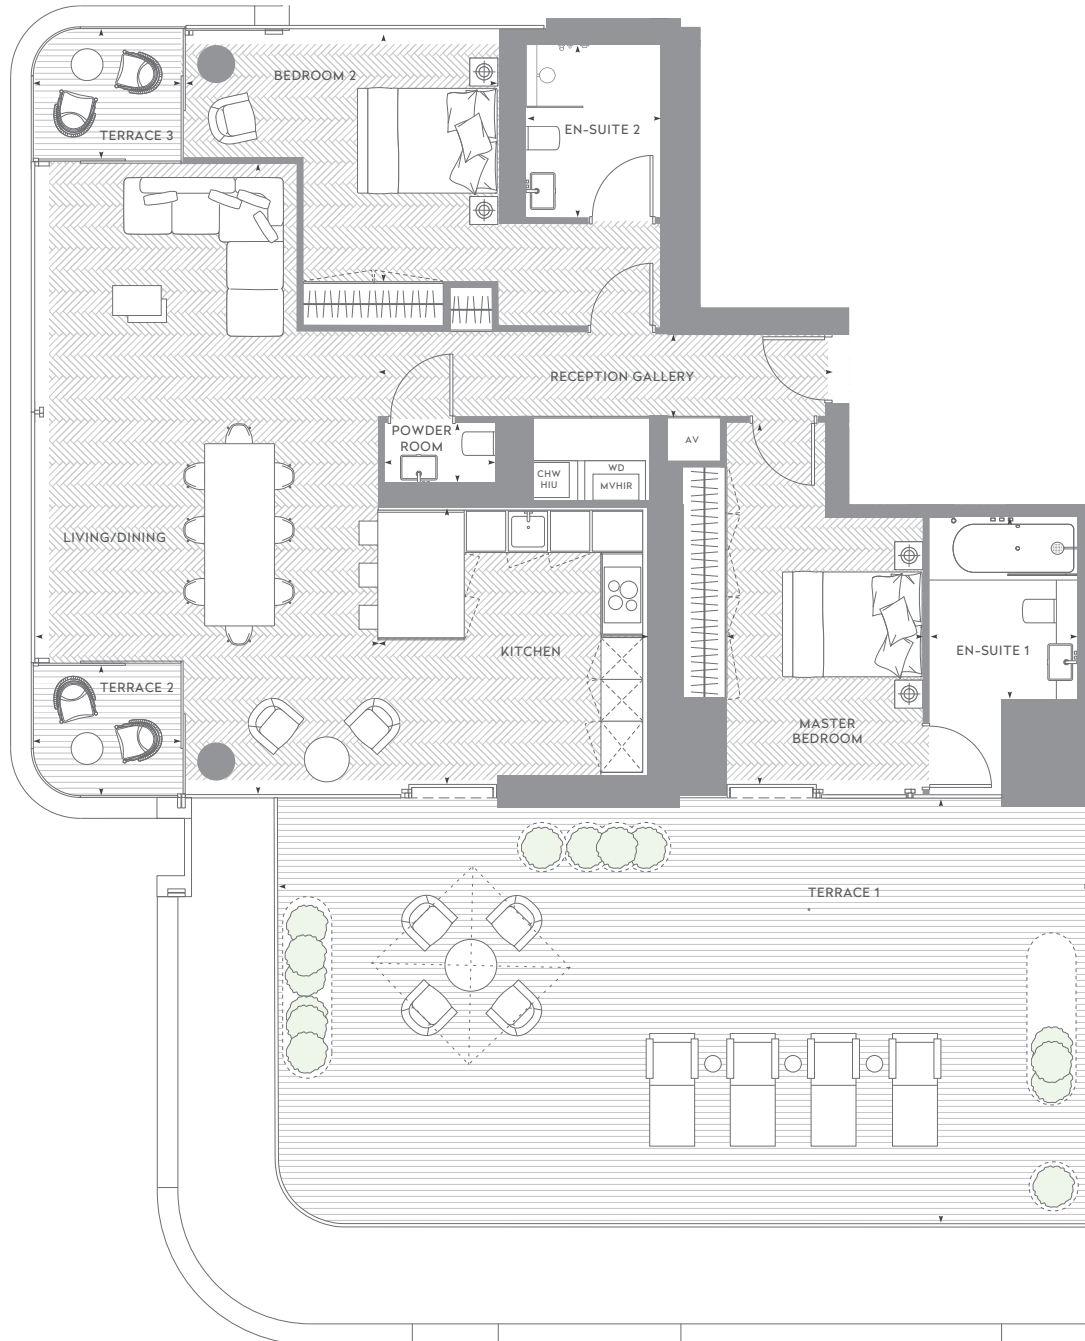 BEDROOM 2
EN-SUITE 2
TERRACE 3
RECEPTION GALLERY
POWDER
ROOM
AV
CHW
HIU
WD
MVHIR
LIVING/DINING
KITCHEN
EN-SUITE 1
TERRACE 2
MASTER
BEDROOM
TERRACE 1